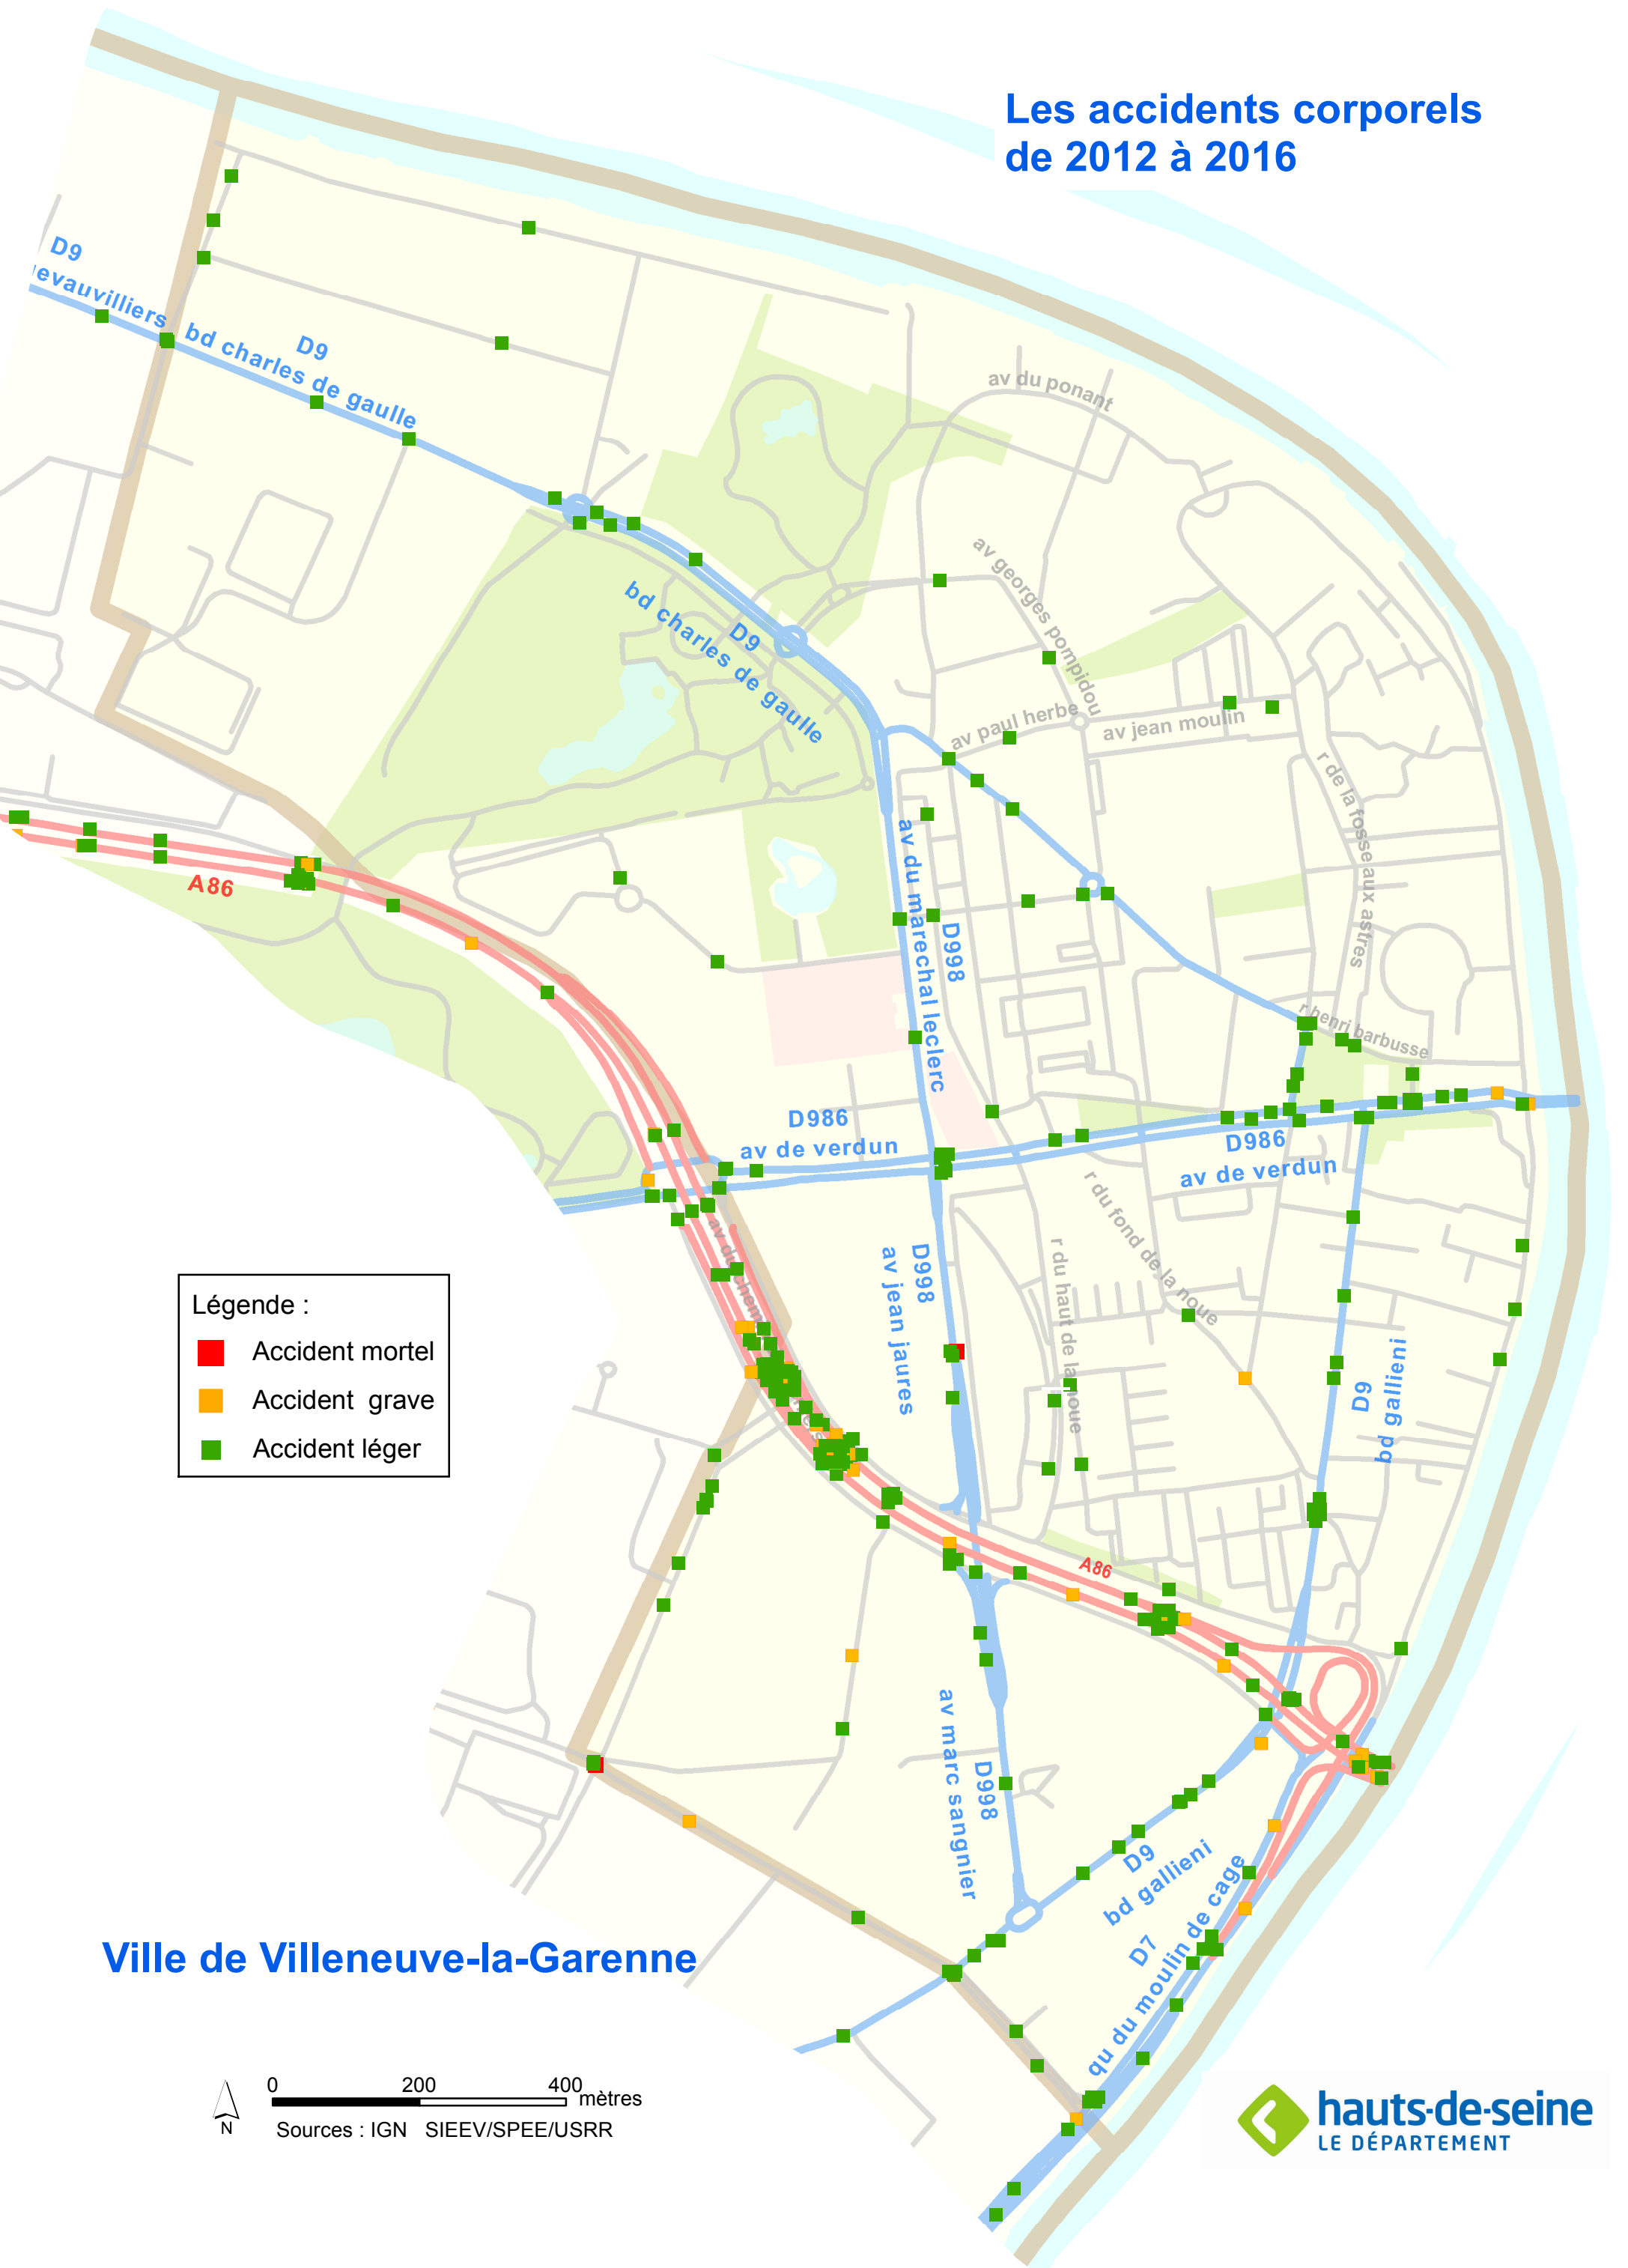 Les accidents corporels
de 2012 à 2016
D9
evauvilliers
D9
bd charles de gaulle
av du ponant
av georges pompidou
D9
bd charles de gaulle
av paul herbe
av jean moulin
r de la fosse aux astres
A86
av du marechal leclerc
D998
r henri barbusse
D986
av de verdun
D986
av de verdun
r du fond de la noue
r du haut de la noue
D998
av jean jaures
D9
bd gallieni
Légende :
Accident mortel
Accident grave
Accident léger
A86
av marc sangnier
D998
D9
bd gallieni
D7
qu du moulin de cage
Ville de Villeneuve-la-Garenne
0 200 400
mètres
N
Sources : IGN SIEEV/SPEE/USRR
hauts-de-seine
LE DÉPARTEMENT